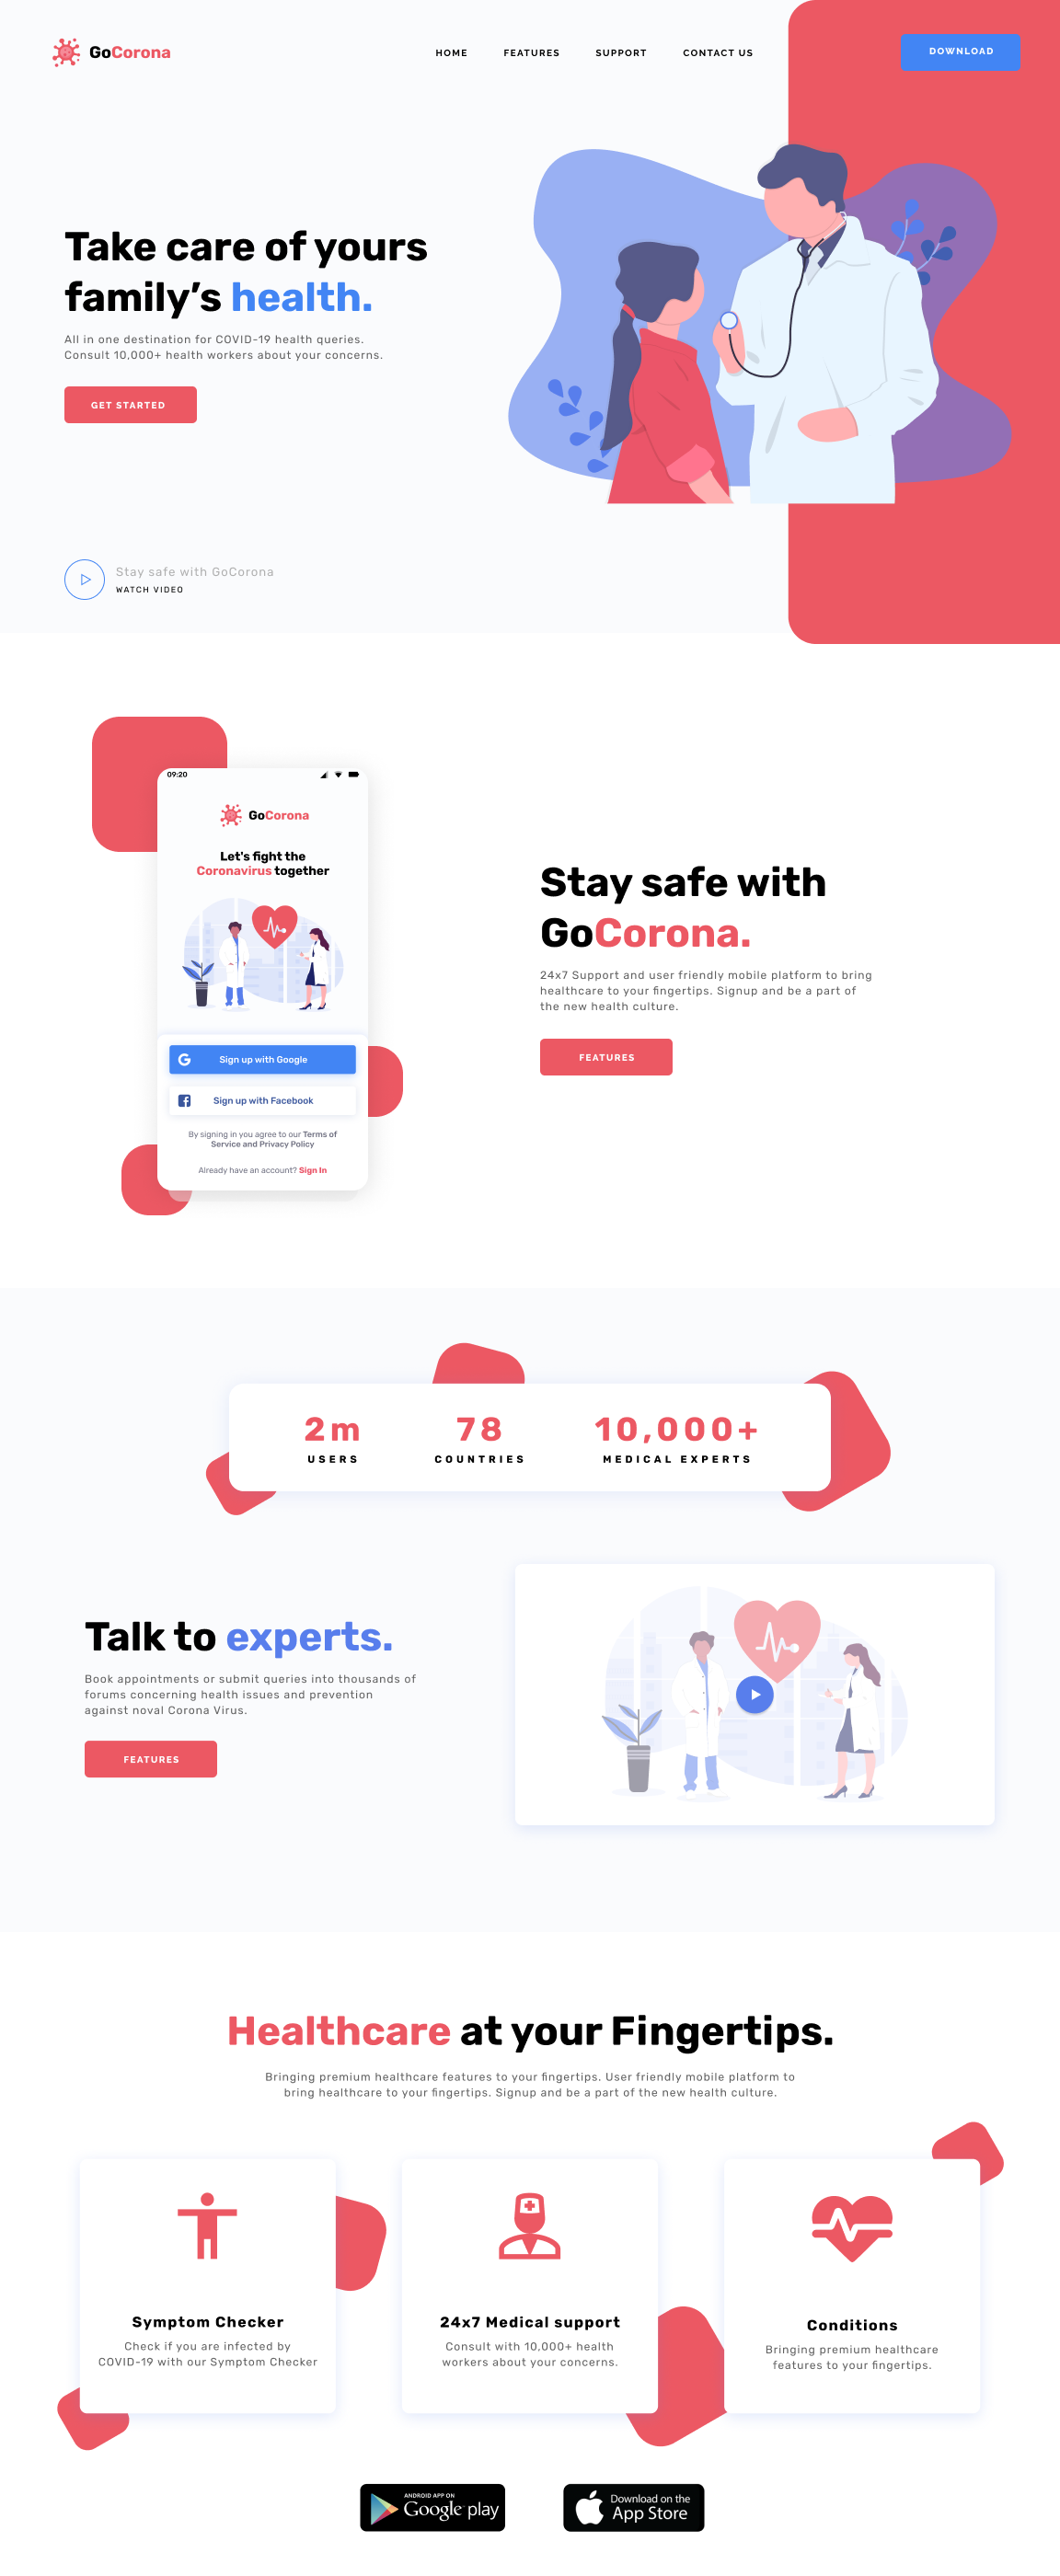 GoCorona
HOME
FEATURES
SUPPORT
CONTACT US
DOWNLOAD
Take care of yours
family’s health.
All in one destination for COVID-19 health queries.
Consult 10,000+ health workers about your concerns.
GET STARTED
Stay safe with GoCorona
WATCH VIDEO
09:20
GoCorona
Let's fight the
Coronavirus together
Sign up with Google
Sign up with Facebook
By signing in you agree to our Terms of
Service and Privacy Policy
Already have an account? Sign In
Stay safe with
GoCorona.
24x7 Support and user friendly mobile platform to bring
healthcare to your fingertips. Signup and be a part of
the new health culture.
FEATURES
2m
USERS
78
COUNTRIES
10,000+
MEDICAL EXPERTS
Talk to experts.
Book appointments or submit queries into thousands of
forums concerning health issues and prevention
against noval Corona Virus.
FEATURES
Healthcare at your Fingertips.
Bringing premium healthcare features to your fingertips. User friendly mobile platform to
bring healthcare to your fingertips. Signup and be a part of the new health culture.
Symptom Checker
Check if you are infected by
COVID-19 with our Symptom Checker
24x7 Medical support
Consult with 10,000+ health
workers about your concerns.
Conditions
Bringing premium healthcare
features to your fingertips.
ANDROID APP ON
Google play
Download on the
App Store